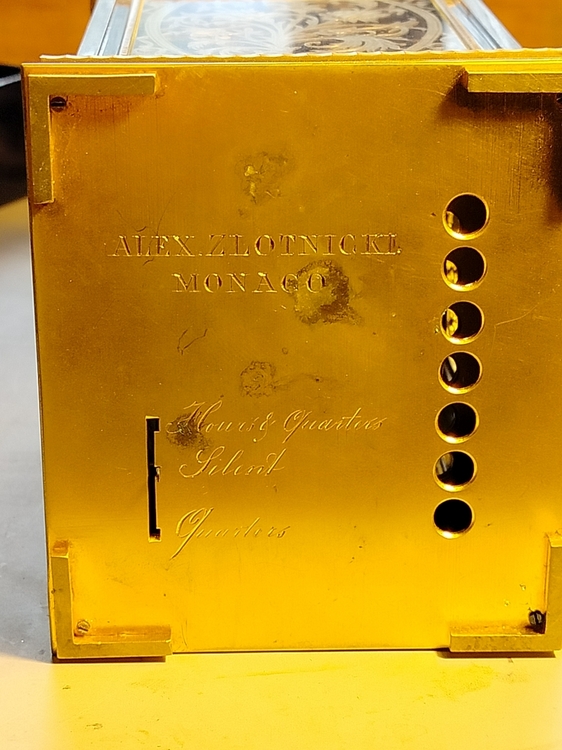 ALEX. ZLOTNICKI.
MONACO
Hours & Quarters
Silent
Quarters